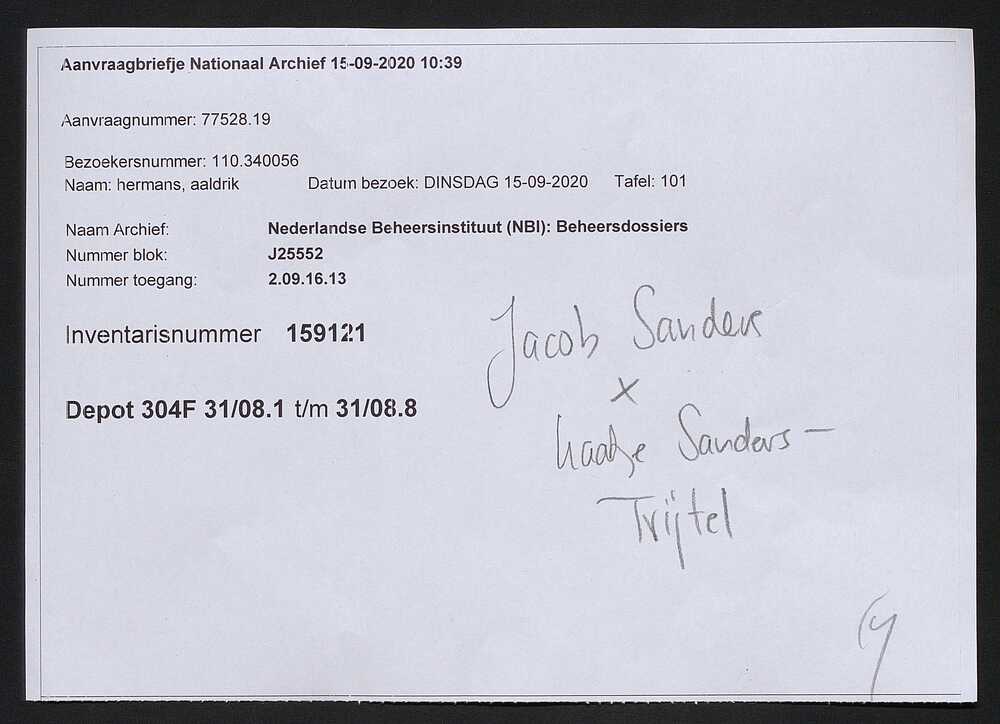 Aanvraagbriefje Nationaal Archief 15-09-2020 10:39
Aanvraagnummer: 77528.19
Bezoekersnummer: 110.340056
Naam: hermans, aaldrik Datum bezoek: DINSDAG 15-09-2020 Tafel: 101
Naam Archief: Nederlandse Beheersinstituut (NBI): Beheersdossiers
Nummer blok: J25552
Nummer toegang: 2.09.16.13
Inventarisnummer 159121
Depot 304F 31/08.1 t/m 31/08.8
Jacob Sanders
x
Naatje Sanders –
Trijtel